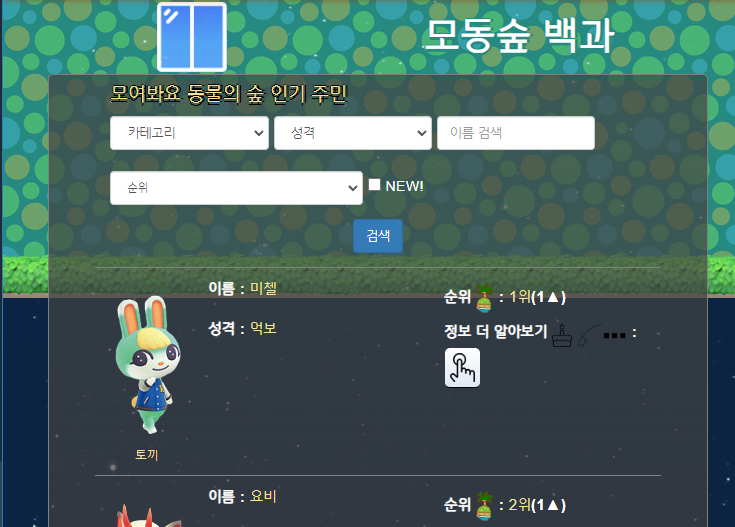 모동숲 백과
모여봐요 동물의 숲 인기 주민
카테고리 성격 이름 검색
순위 NEW!
검색
이름 : 미첼 순위 : 1위(1▲)
성격 : 먹보 정보 더 알아보기 :
토끼
이름 : 요비 순위 : 2위(1▲)